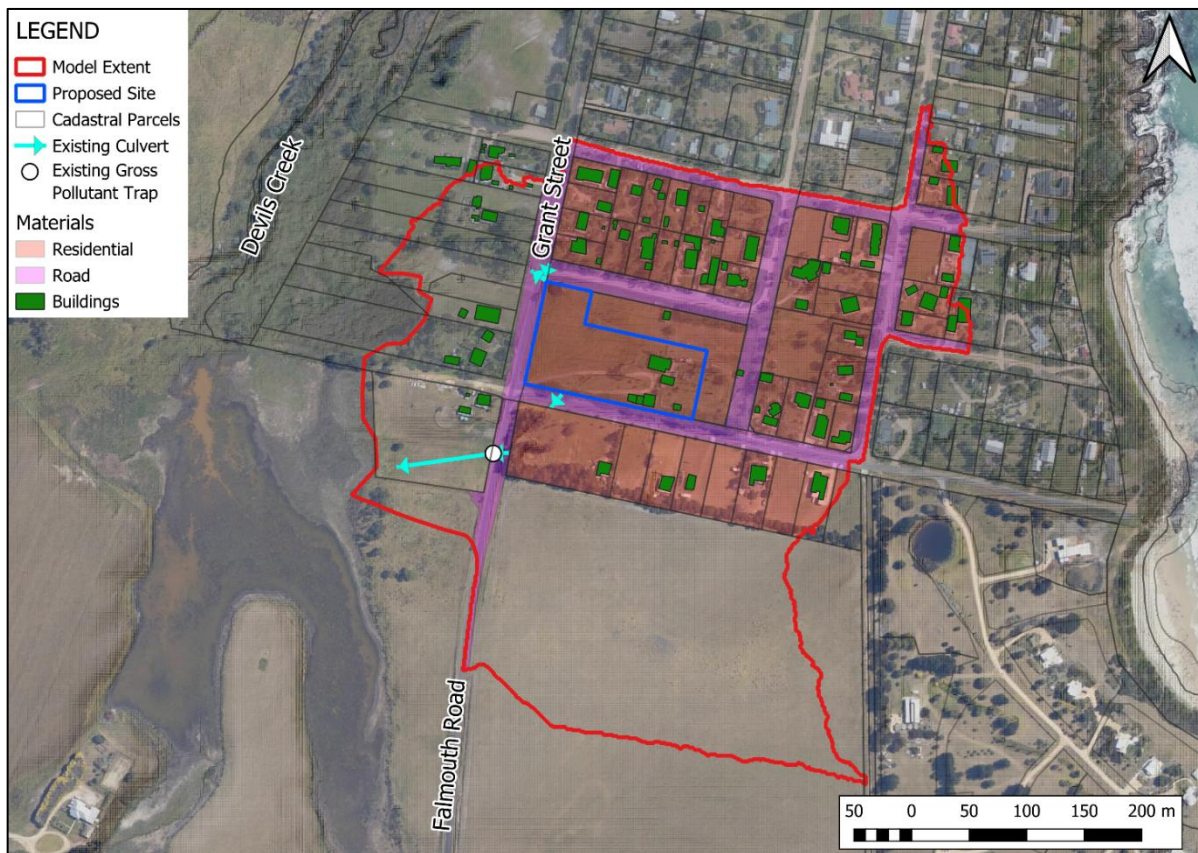 LEGEND
Model Extent
Proposed Site
Cadastral Parcels
Existing Culvert
Existing Gross
Pollutant Trap
Materials
Residential
Road
Buildings
Devils Creek
Grant Street
Falmouth Road
50 0 50 100 150 200 m